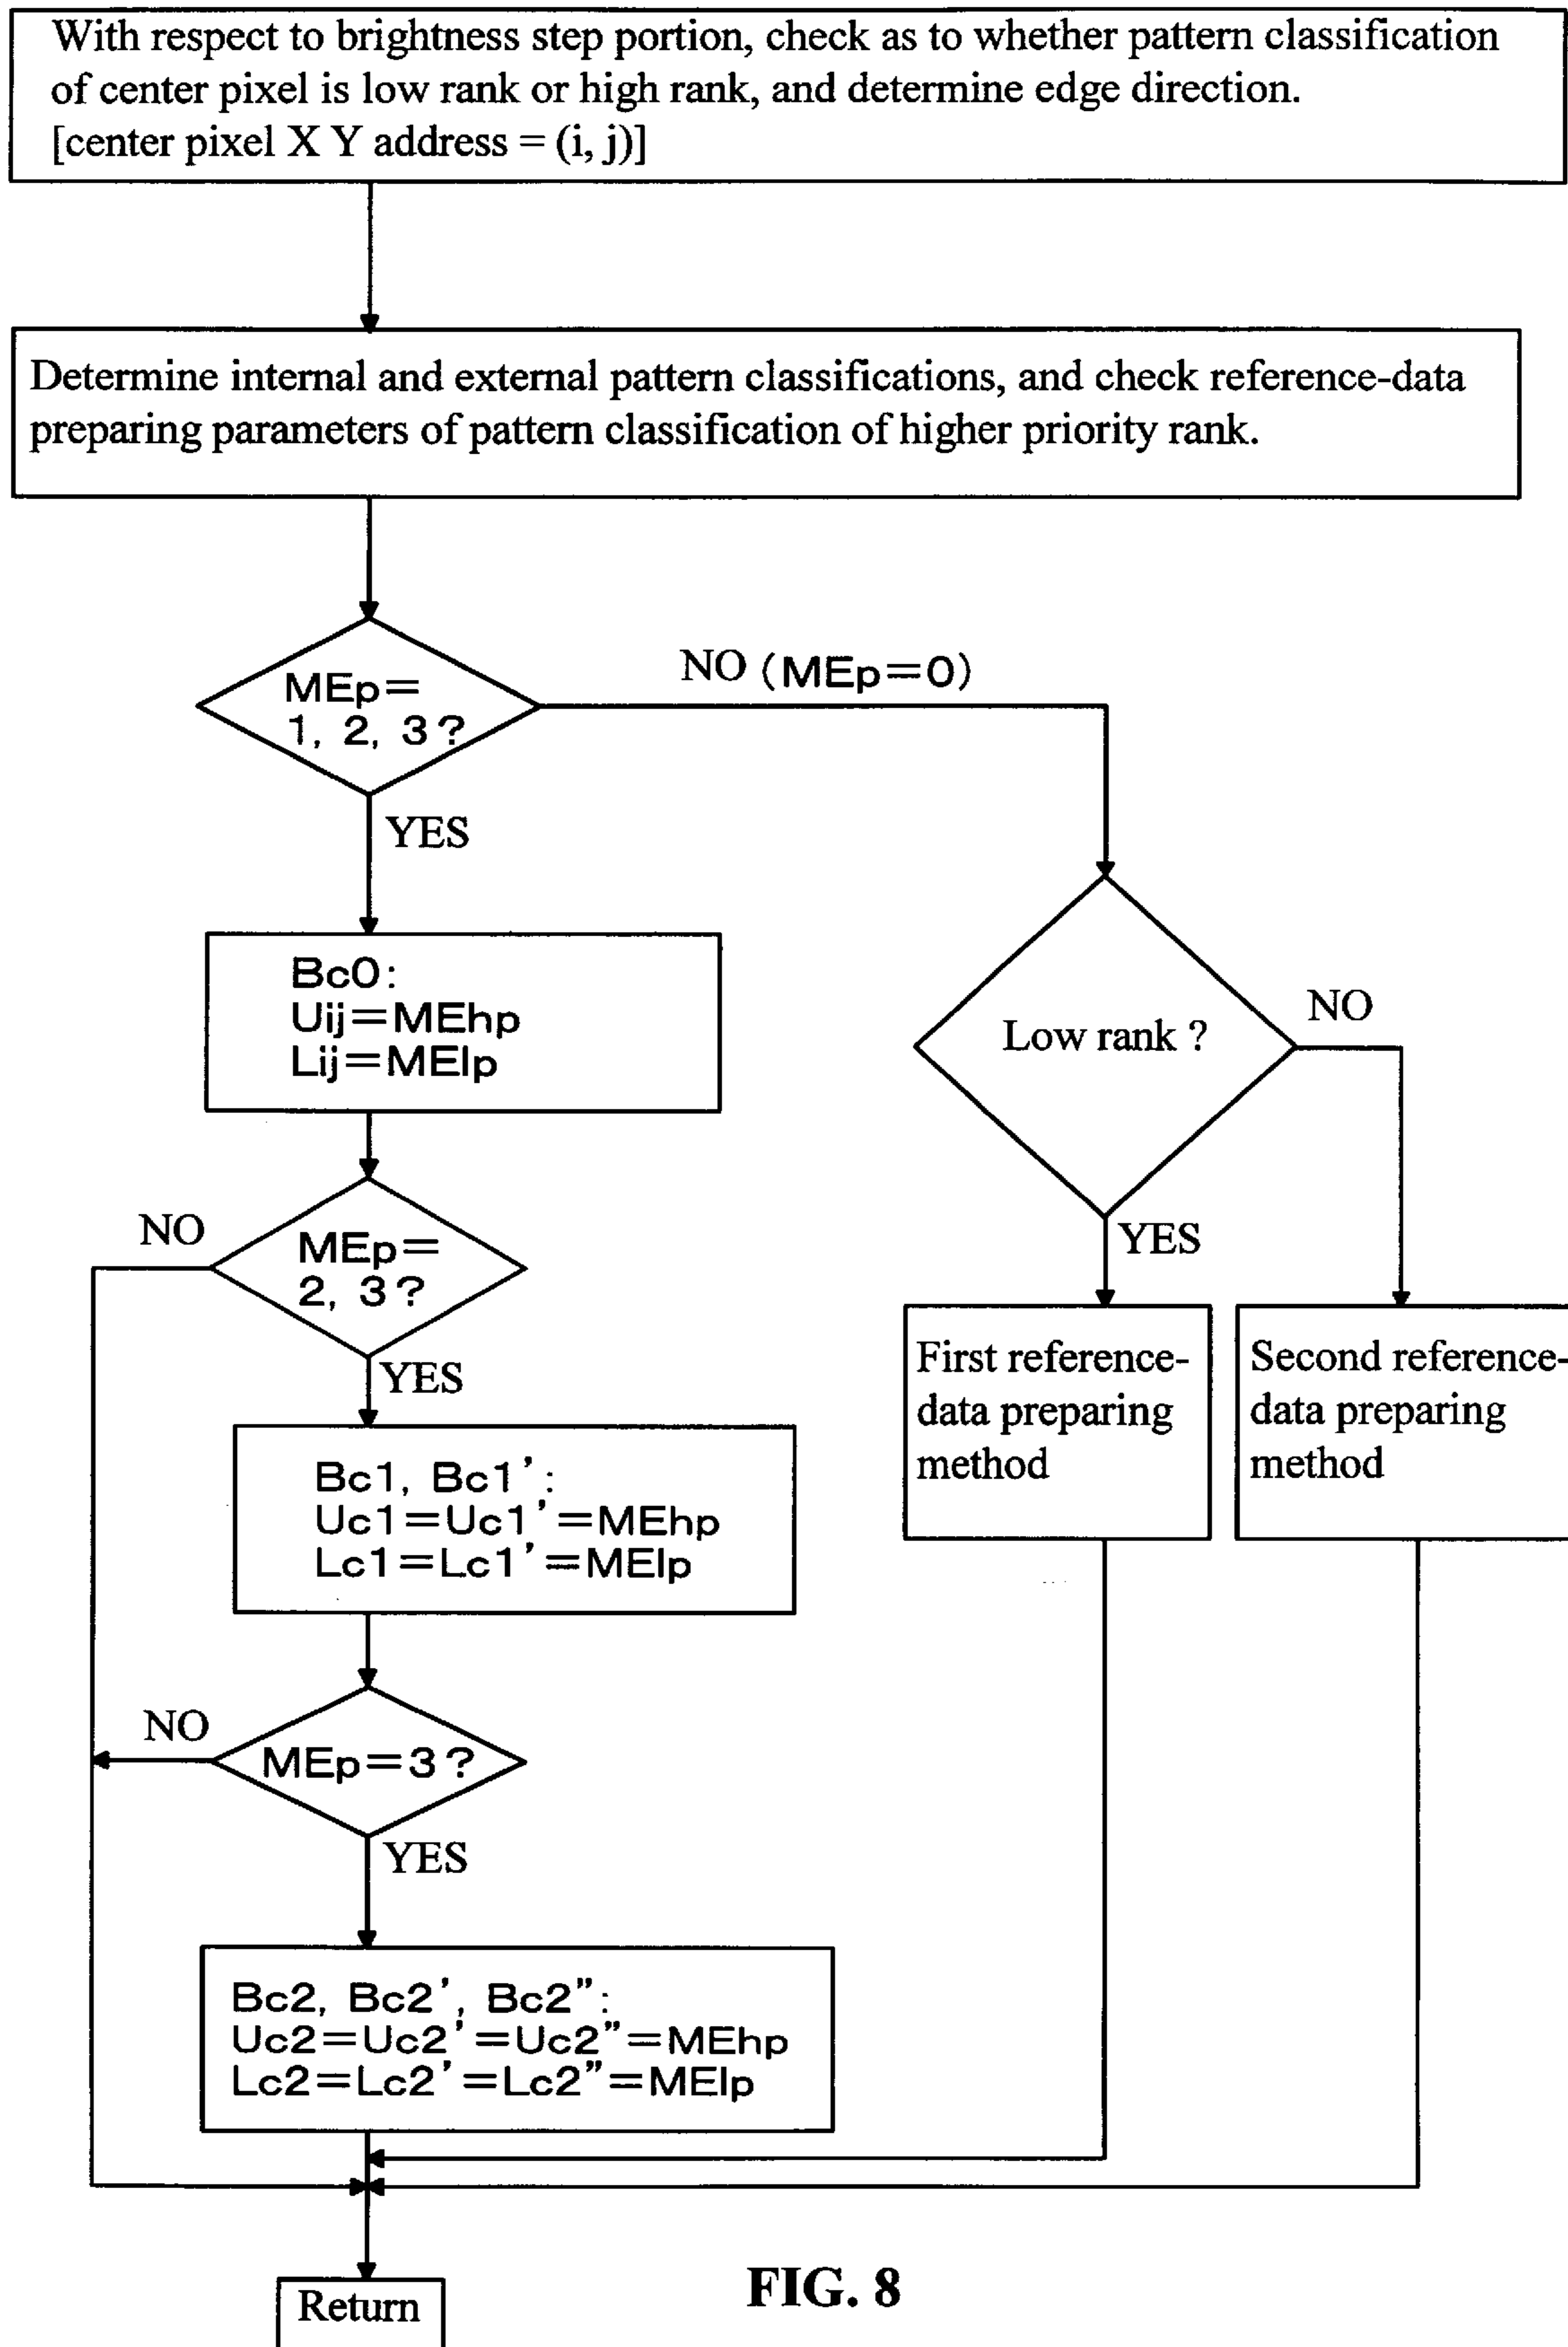 With respect to brightness step portion, check as to whether pattern classification
of center pixel is low rank or high rank, and determine edge direction.
[center pixel X Y address = (i, j)]
Determine internal and external pattern classifications, and check reference-data
preparing parameters of pattern classification of higher priority rank.
MEp=
1, 2, 3?
NO (MEp=0)
YES
Bc0:
Uij=MEhp
Lij=MElp
Low rank ?
NO
YES
First reference-
data preparing
method
Second reference-
data preparing
method
MEp=
2, 3?
NO
YES
Bc1, Bc1':
Uc1=Uc1'=MEhp
Lc1=Lc1'=MElp
MEp=3?
NO
YES
Bc2, Bc2', Bc2":
Uc2=Uc2'=Uc2"=MEhp
Lc2=Lc2'=Lc2"=MElp
Return
FIG. 8